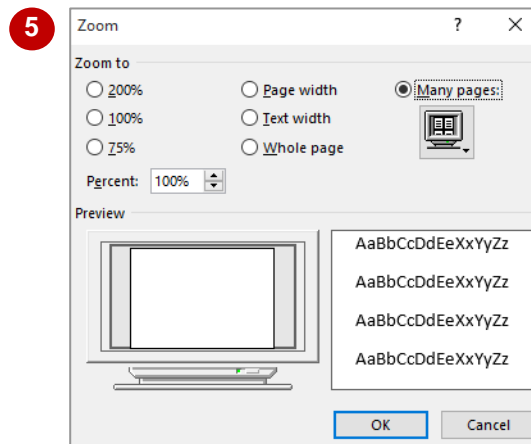 5
Zoom ? X
Zoom to
200% Page width Many pages:
100% Text width
75% Whole page
Percent: 100%
Preview
AaBbCcDdEeXxYyZz
AaBbCcDdEeXxYyZz
AaBbCcDdEeXxYyZz
AaBbCcDdEeXxYyZz
OK Cancel